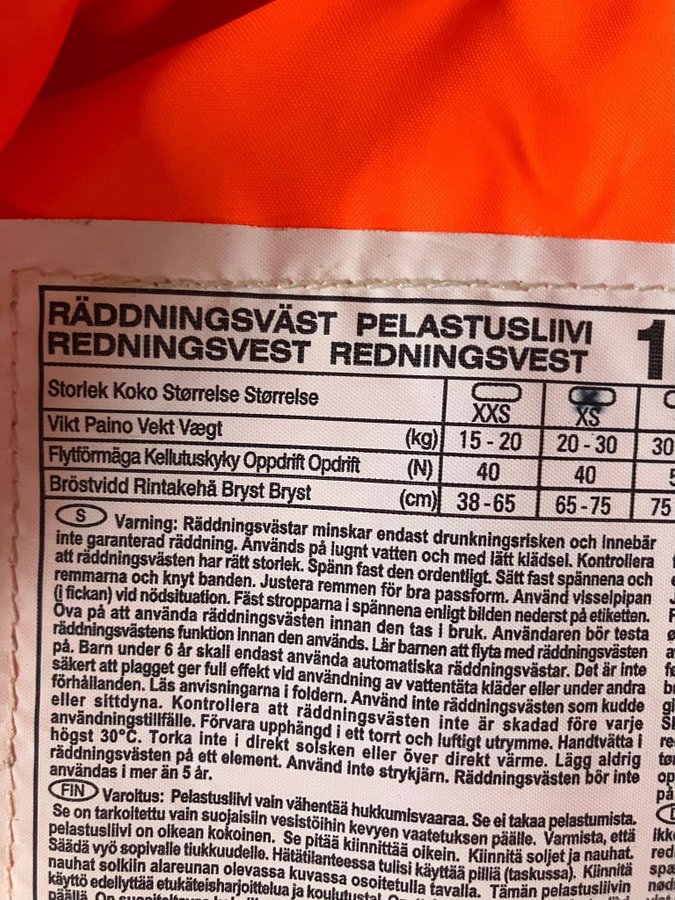 RÄDDNINGSVÄST PELASTUSLIIVI
REDNINGSVEST REDNINGSVEST
1
Storlek Koko Størrelse Størrelse
XXS XS
Vikt Paino Vekt Vægt (kg) 15 - 20 20 - 30 30
Flytförmåga Kellutuskyky Oppdrift Opdrift (N) 40 40
Bröstvidd Rintakehä Bryst Bryst (cm) 38 - 65 65 - 75 75
S Varning: Räddningsvästar minskar endast drunkningsrisken och innebär
inte garanterad räddning. Används på lugnt vatten och med lätt klädsel. Kontrollera
att räddningsvästen har rätt storlek. Spänn fast den ordentligt. Sätt fast spännena och
remmarna och knyt banden. Justera remmen för bra passform. Använd visselpipan
(i fickan) vid nödsituation. Fäst stropparna i spännena enligt bilden nederst på etiketten.
Öva på att använda räddningsvästen innan den tas i bruk. Användaren bör testa
räddningsvästens funktion innan den används. Lär barnen att flyta med räddningsvästen
på. Barn under 6 år skall endast använda automatiska räddningsvästar. Det är inte
säkert att plagget ger full effekt vid användning av vattentäta kläder eller under andra
förhållanden. Läs anvisningarna i foldern. Använd inte räddningsvästen som kudde
eller sittdyna. Kontrollera att räddningsvästen inte är skadad före varje
användningstillfälle. Förvara upphängd i ett torrt och luftigt utrymme. Handtvätta i
högst 30°C. Torka inte i direkt solsken eller över direkt värme. Lägg aldrig
räddningsvästen på ett element. Använd inte strykjärn. Räddningsvästen bör inte
användas i mer än 5 år.
FIN Varoitus: Pelastusliivi vain vähentää hukkumisvaaraa. Se ei takaa pelastumista.
Se on tarkoitettu vain suojaisiin vesistöihin kevyen vaatetuksen päälle. Varmista, että
pelastusliivi on oikean kokoinen. Se pitää kiinnittää oikein. Kiinnitä soljet ja nauhat.
Säädä vyö sopivalle tiukkuudelle. Hätätilanteessa tulisi käyttää pilliä (taskussa). Kiinnitä
nauhat solkiin alareunan olevassa kuvassa osoitetulla tavalla. Tämän pelastusliivin
käyttö edellyttää etukäteisharjoittelua ja koulutusta!